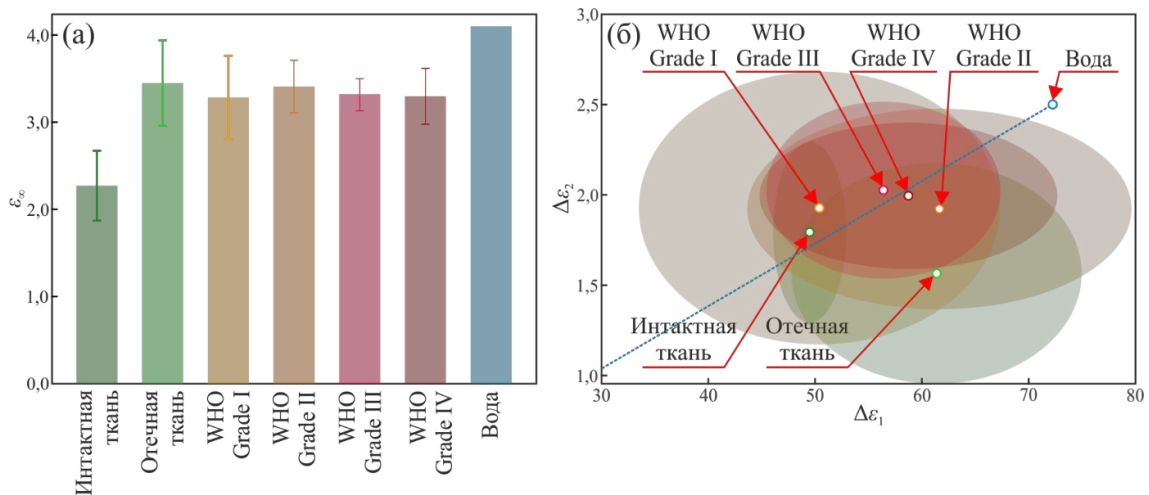 (а)
ε∞
4,0
3,0
2,0
1,0
0,0
Интактная
ткань
Отечная
ткань
WHO
Grade I
WHO
Grade II
WHO
Grade III
WHO
Grade IV
Вода
(б)
Δε₂
3,0
2,5
2,0
1,5
1,0
WHO
Grade I
WHO
Grade III
WHO
Grade IV
WHO
Grade II
Вода
Интактная
ткань
Отечная
ткань
30
40
50
60
70
80
Δε₁